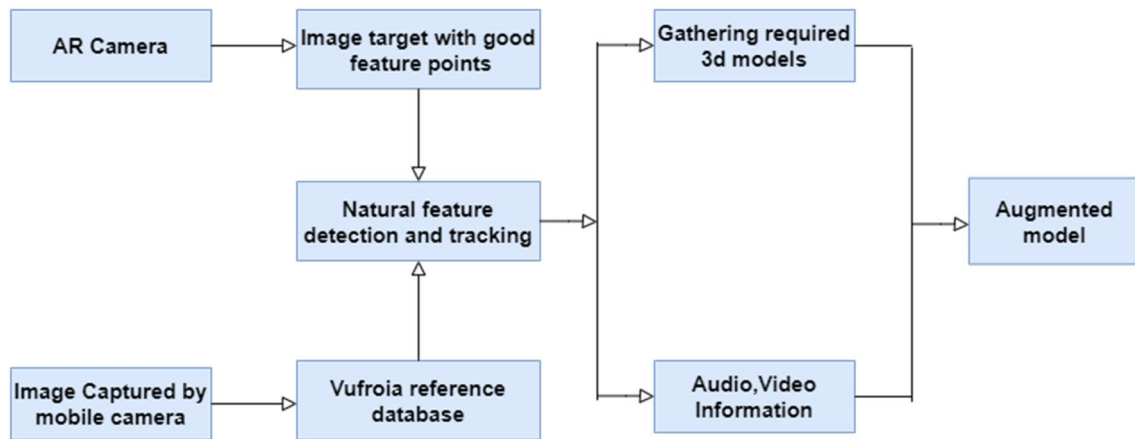 AR Camera
Image target with good
feature points
Gathering required
3d models
Natural feature
detection and tracking
Augmented
model
Image Captured by
mobile camera
Vufroia reference
database
Audio,Video
Information